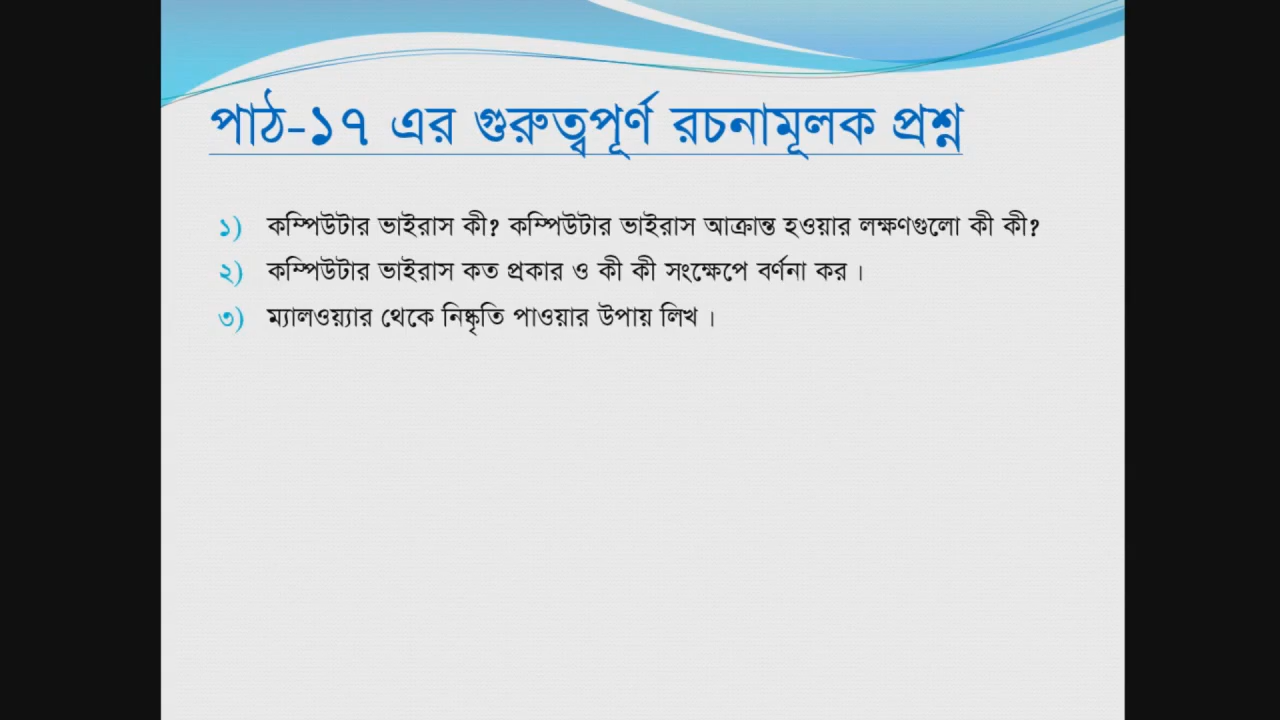 পাঠ-১৭ এর গুরুত্বপূর্ণ রচনামূলক প্রশ্ন
১) কম্পিউটার ভাইরাস কী? কম্পিউটার ভাইরাস আক্রান্ত হওয়ার লক্ষণগুলো কী কী?
২) কম্পিউটার ভাইরাস কত প্রকার ও কী কী সংক্ষেপে বর্ণনা কর।
৩) ম্যালওয়্যার থেকে নিষ্কৃতি পাওয়ার উপায় লিখ।